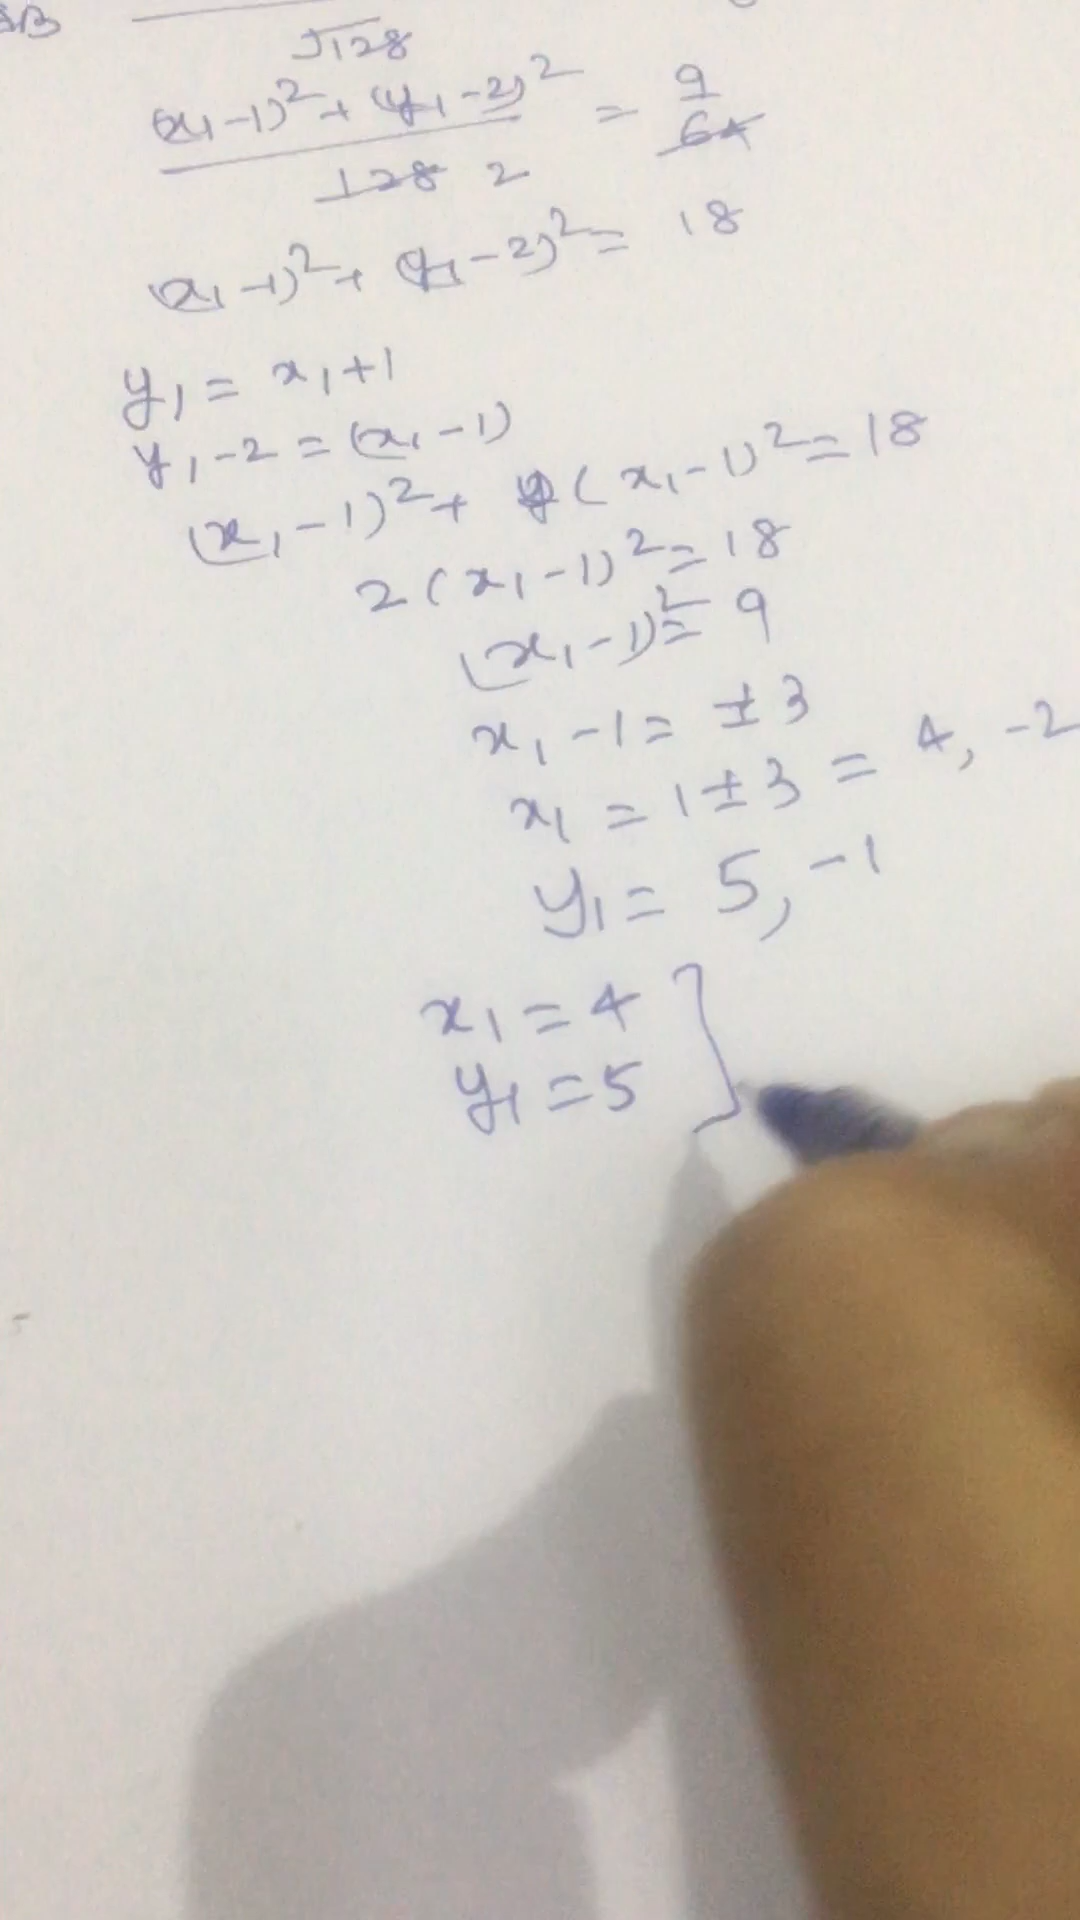 AB
√128
(x₁-1)²+(y₁-2)² = 9
128 2 64
(x₁-1)²+(y₁-2)²= 18
y₁ = x₁+1
y₁-2=(x₁-1)
(x₁-1)²+ (x₁-1)²=18
2(x₁-1)²=18
(x₁-1)²= 9
x₁-1= ±3
x₁ = 1±3 = 4, -2
y₁= 5, -1
x₁=4
y₁=5